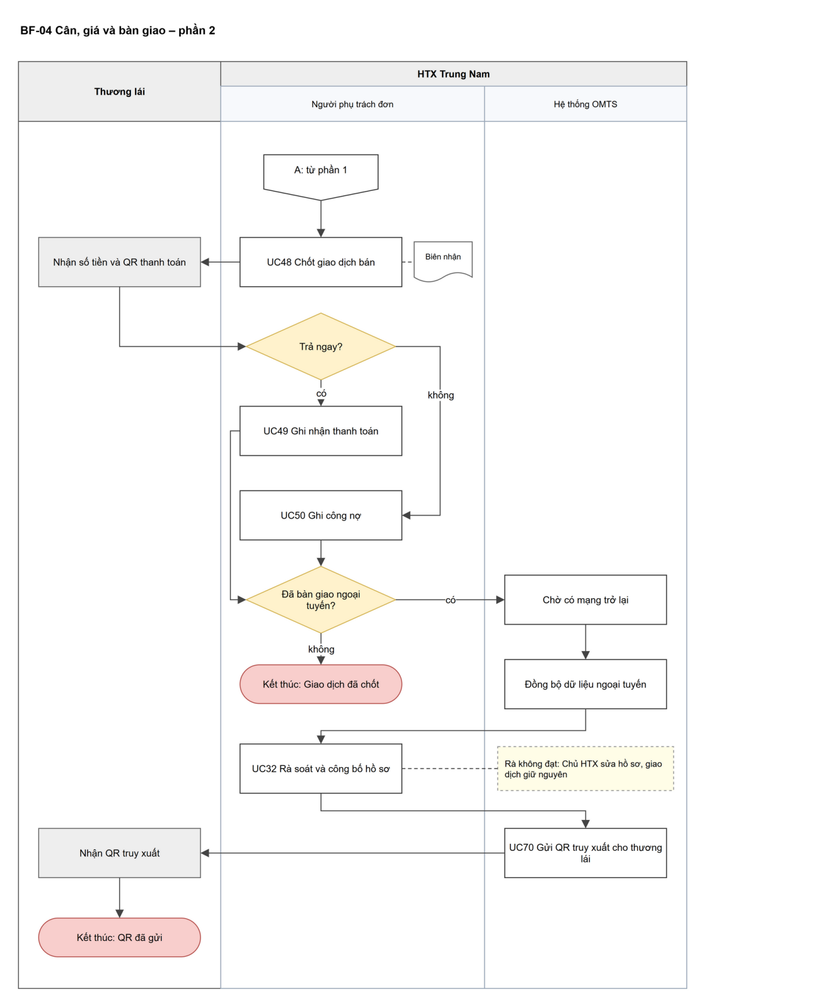 BF-04 Cân, giá và bàn giao – phần 2
Thương lái
HTX Trung Nam
Người phụ trách đơn
Hệ thống OMTS
A: từ phần 1
Nhận số tiền và QR thanh toán
UC48 Chốt giao dịch bán
Biên nhận
Trả ngay?
có
không
UC49 Ghi nhận thanh toán
UC50 Ghi công nợ
Đã bàn giao ngoại
tuyến?
có
Chờ có mạng trở lại
không
Kết thúc: Giao dịch đã chốt
Đồng bộ dữ liệu ngoại tuyến
UC32 Rà soát và công bố hồ sơ
Rà không đạt: Chủ HTX sửa hồ sơ, giao
dịch giữ nguyên
Nhận QR truy xuất
UC70 Gửi QR truy xuất cho thương
lái
Kết thúc: QR đã gửi